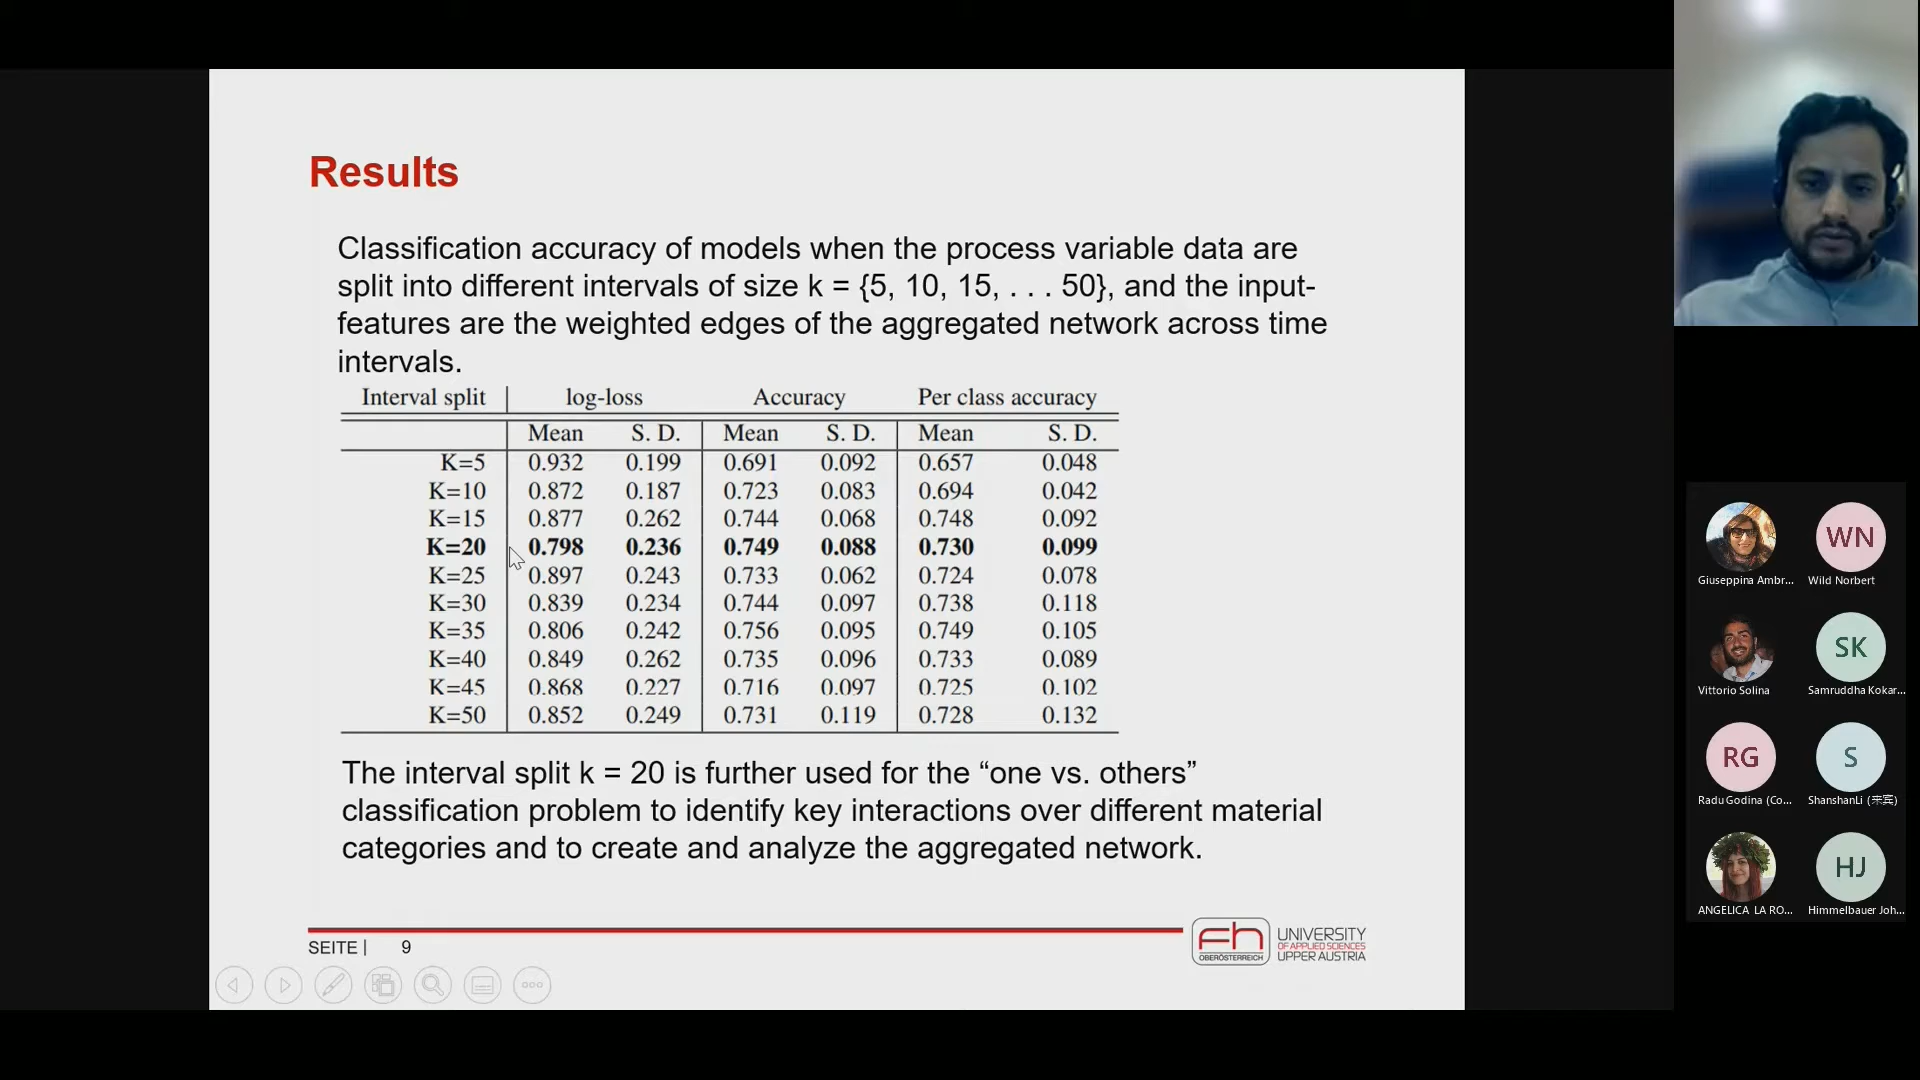 Results
Classification accuracy of models when the process variable data are
split into different intervals of size k = {5, 10, 15, . . . 50}, and the input-
features are the weighted edges of the aggregated network across time
intervals.
Interval split log-loss Accuracy Per class accuracy
Mean S. D. Mean S. D. Mean S. D.
K=5 0.932 0.199 0.691 0.092 0.657 0.048
K=10 0.872 0.187 0.723 0.083 0.694 0.042
K=15 0.877 0.262 0.744 0.068 0.748 0.092
K=20 0.798 0.236 0.749 0.088 0.730 0.099
K=25 0.897 0.243 0.733 0.062 0.724 0.078
K=30 0.839 0.234 0.744 0.097 0.738 0.118
K=35 0.806 0.242 0.756 0.095 0.749 0.105
K=40 0.849 0.262 0.735 0.096 0.733 0.089
K=45 0.868 0.227 0.716 0.097 0.725 0.102
K=50 0.852 0.249 0.731 0.119 0.728 0.132
The interval split k = 20 is further used for the “one vs. others”
classification problem to identify key interactions over different material
categories and to create and analyze the aggregated network.
SEITE | 9
fh
OBERÖSTERREICH
UNIVERSITY
OF APPLIED SCIENCES
UPPER AUSTRIA
WN
Giuseppina Ambr... Wild Norbert
SK
Vittorio Solina Samruddha Kokar...
RG S
Radu Godina (Co... ShanshanLi (来宾)
HJ
ANGELICA LA RO... Himmelbauer Joh...